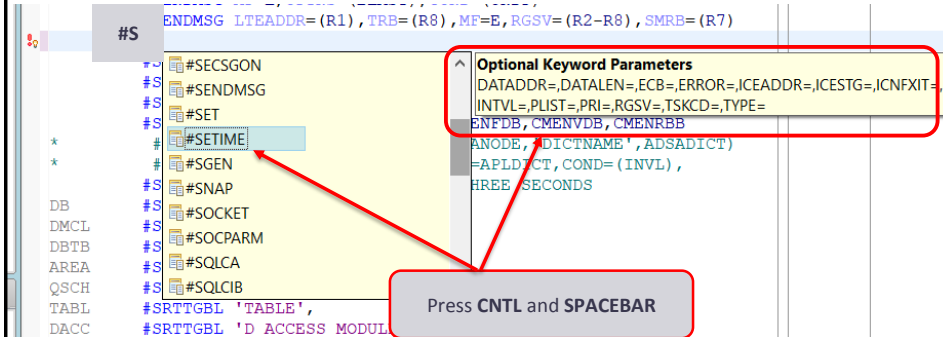 ENDMSG LTEADDR=(R1),TRB=(R8),MF=E,RGSV=(R2-R8),SMRB=(R7)
#S
#SECSGON
#SENDMSG
#SET
#SETIME
#SGEN
#SNAP
#SOCKET
#SOCPARM
#SQLCA
#SQLCIB
Optional Keyword Parameters
DATADDR=,DATALEN=,ECB=,ERROR=,ICEADDR=,ICESTG=,ICNFXIT=,
INTVL=,PLIST=,PRI=,RGSV=,TSKCD=,TYPE=
#S
#S
#S
#S ENFDB,CMENVDB,CMENRBB
* # ANODE, DICTNAME',ADSADICT)
* # =APLDICT,COND=(INVL),
#S HREE SECONDS
DB #S
DMCL #S
DBTB #S
AREA #S
QSCH #S
TABL #SRTTGBL 'TABLE',
DACC #SRTTGBL 'D ACCESS MODUL
Press CNTL and SPACEBAR